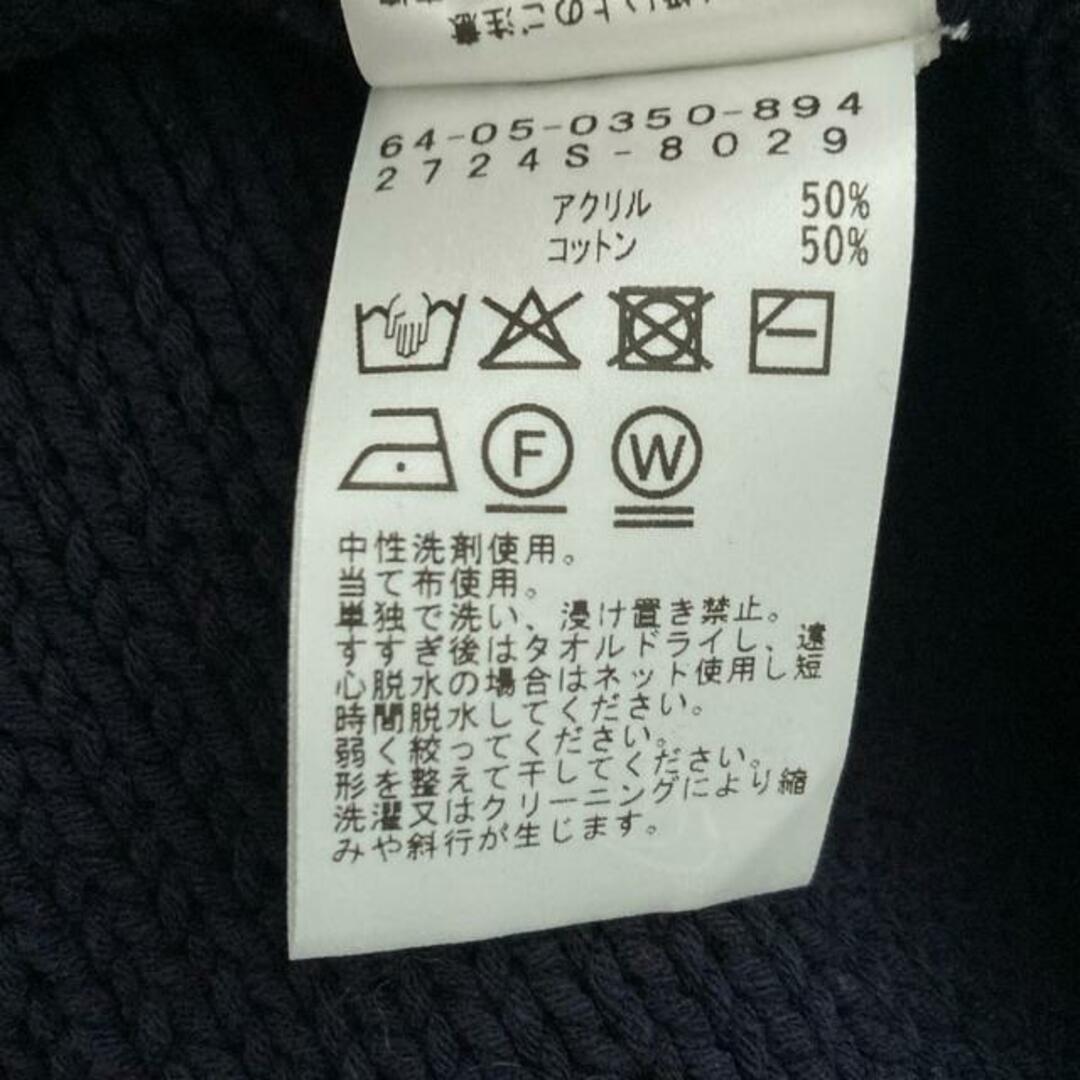 のご注意
64-05-0350-894
2724S-8029
アクリル 50%
コットン 50%
F W
中性洗剤使用。
当て布使用。
単独で洗い、浸け置き禁止。
すすぎ後はタオルドライし、遠
心脱水の場合はネット使用し短
時間脱水してください。
弱く絞ってください。
形を整えて干してください。
洗濯又はクリーニングにより縮
みや斜行が生じます。